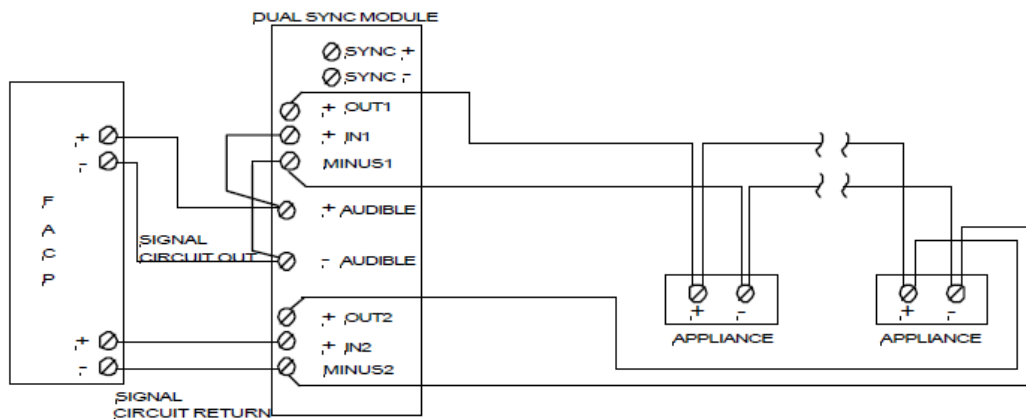 DUAL SYNC MODULE
SYNC +
SYNC -
+ OUT1
+ IN1
MINUS1
+ AUDIBLE
- AUDIBLE
+ OUT2
+ IN2
MINUS2
+
-
F
A
C
P
+
-
SIGNAL
CIRCUIT OUT
SIGNAL
CIRCUIT RETURN
+ -
APPLIANCE
+ -
APPLIANCE